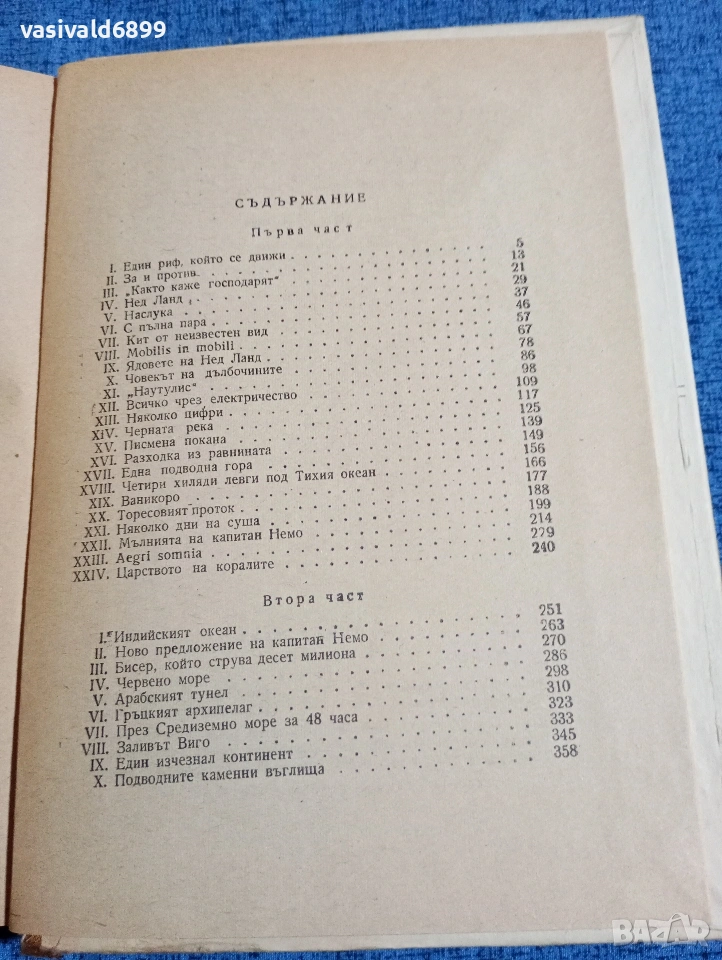 vasivald6899
СЪДЪРЖАНИЕ
Първа част
I. Един риф, който се движи 5
II. За и против 13
III. „Както каже господарят“ 21
IV. Нед Ланд 29
V. Наслука 37
VI. С пълна пара 46
VII. Кит от неизвестен вид 57
VIII. Mobilis in mobili 67
IX. Ядовете на Нед Ланд 78
X. Човекът на дълбочините 86
XI. „Наутулис“ 98
XII. Всичко чрез електричество 109
XIII. Няколко цифри 117
XIV. Черната река 125
XV. Писмена покана 139
XVI. Разходка из равнината 149
XVII. Една подводна гора 156
XVIII. Четири хиляди левги под Тихия океан 166
XIX. Ваникоро 177
XX. Торесовият проток 188
XXI. Няколко дни на суша 199
XXII. Мълнията на капитан Немо 214
XXIII. Aegri somnia 229
XXIV. Царството на коралите 240
Втора част
I. Индийският океан 251
II. Ново предложение на капитан Немо 263
III. Бисер, който струва десет милиона 270
IV. Червено море 286
V. Арабският тунел 298
VI. Гръцкият архипелаг 310
VII. През Средиземно море за 48 часа 323
VIII. Заливът Виго 333
IX. Един изчезнал континент 345
X. Подводните каменни въглища 358
BAZAR